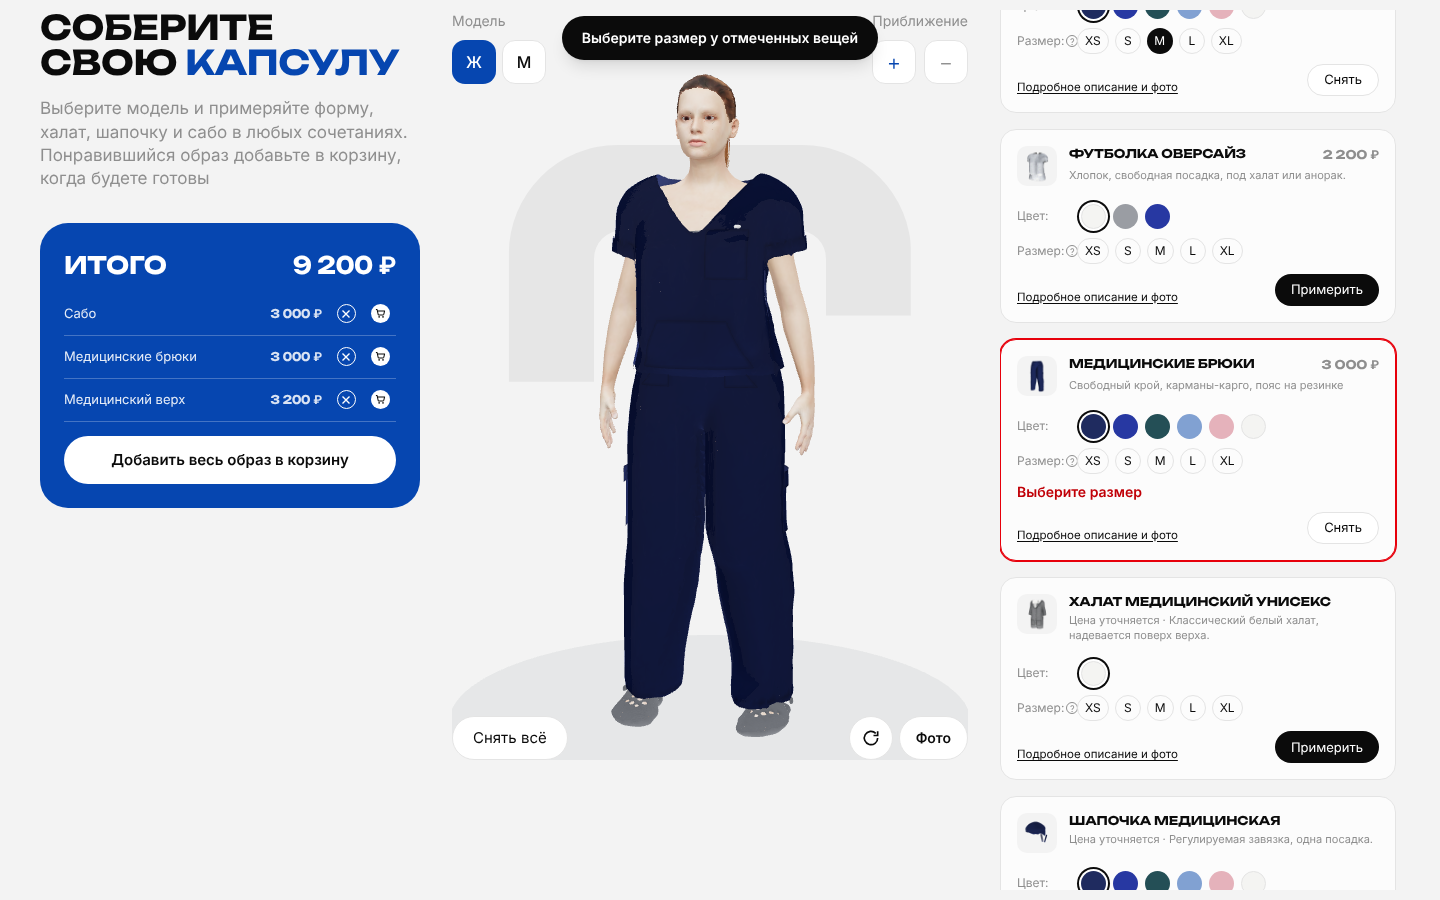 СОБЕРИТЕ
СВОЮ КАПСУЛУ
Выберите модель и примеряйте форму,
халат, шапочку и сабо в любых сочетаниях.
Понравившийся образ добавьте в корзину,
когда будете готовы
ИТОГО 9 200 ₽
Сабо 3 000 ₽
Медицинские брюки 3 000 ₽
Медицинский верх 3 200 ₽
Добавить весь образ в корзину
Модель
Выберите размер у отмеченных вещей
Приближение
Ж М + −
Снять всё
Фото
Размер: ? XS S M L XL
Подробное описание и фото Снять
ФУТБОЛКА ОВЕРСАЙЗ 2 200 ₽
Хлопок, свободная посадка, под халат или анорак.
Цвет:
Размер: ? XS S M L XL
Подробное описание и фото Примерить
МЕДИЦИНСКИЕ БРЮКИ 3 000 ₽
Свободный крой, карманы-карго, пояс на резинке
Цвет:
Размер: ? XS S M L XL
Выберите размер
Подробное описание и фото Снять
ХАЛАТ МЕДИЦИНСКИЙ УНИСЕКС
Цена уточняется · Классический белый халат,
надевается поверх верха.
Цвет:
Размер: ? XS S M L XL
Подробное описание и фото Примерить
ШАПОЧКА МЕДИЦИНСКАЯ
Цена уточняется · Регулируемая завязка, одна посадка.
Цвет: